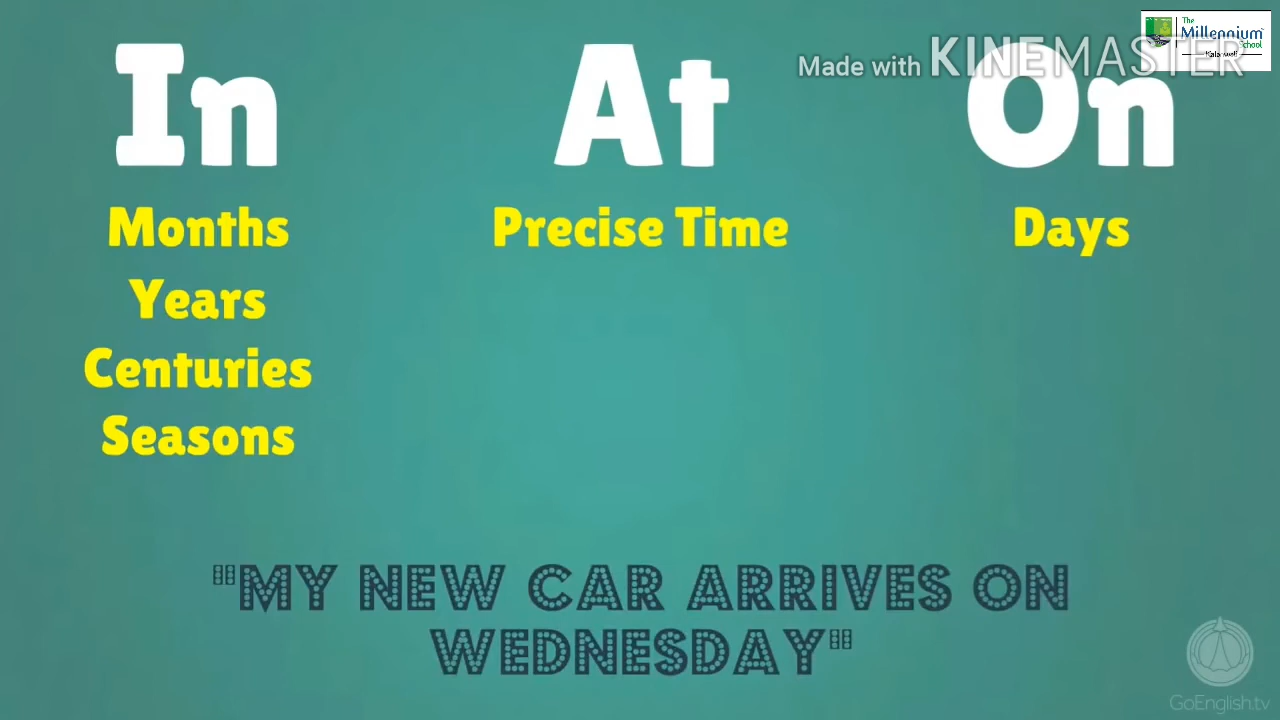 In At On
Made with KINEMASTER
The
Millennium
School
Months Precise Time Days
Years
Centuries
Seasons
"MY NEW CAR ARRIVES ON
WEDNESDAY"
GoEnglish.tv